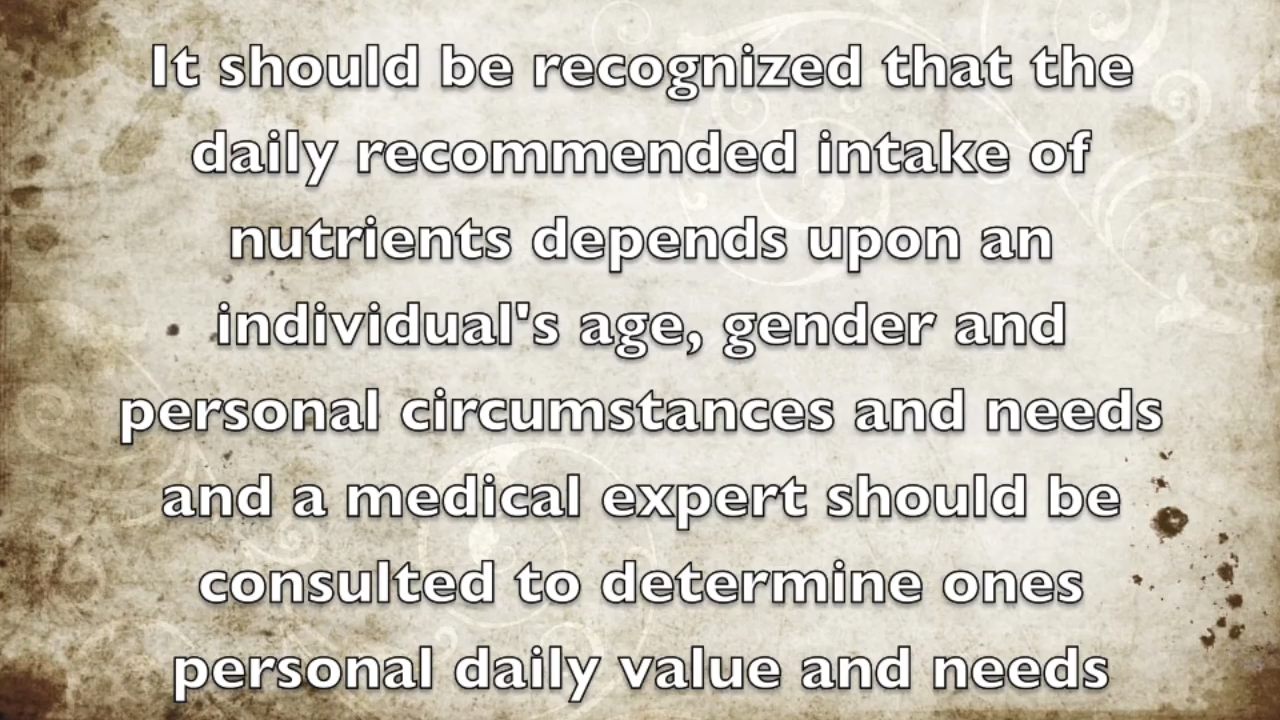 It should be recognized that the
daily recommended intake of
nutrients depends upon an
individual's age, gender and
personal circumstances and needs
and a medical expert should be
consulted to determine ones
personal daily value and needs